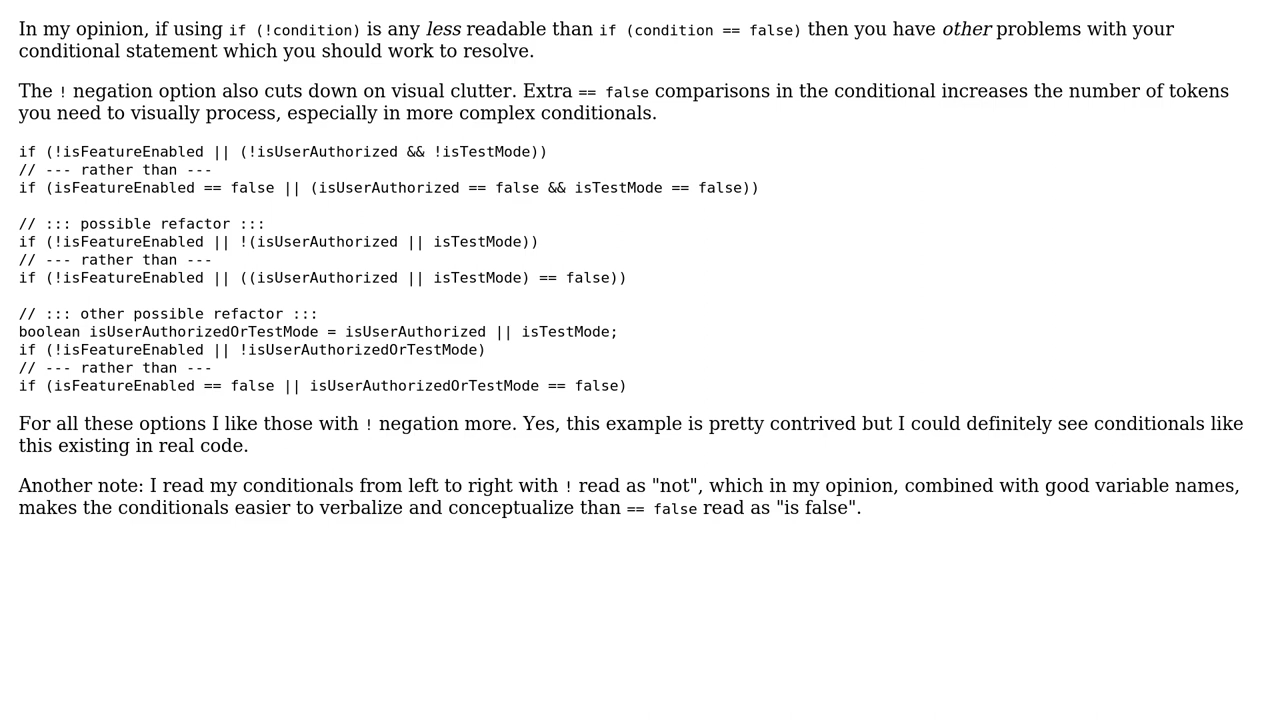 In my opinion, if using if (!condition) is any less readable than if (condition == false) then you have other problems with your
conditional statement which you should work to resolve.
The ! negation option also cuts down on visual clutter. Extra == false comparisons in the conditional increases the number of tokens
you need to visually process, especially in more complex conditionals.
if (!isFeatureEnabled || (!isUserAuthorized && !isTestMode))
// --- rather than ---
if (isFeatureEnabled == false || (isUserAuthorized == false && isTestMode == false))
// ::: possible refactor :::
if (!isFeatureEnabled || !(isUserAuthorized || isTestMode))
// --- rather than ---
if (!isFeatureEnabled || ((isUserAuthorized || isTestMode) == false))
// ::: other possible refactor :::
boolean isUserAuthorizedOrTestMode = isUserAuthorized || isTestMode;
if (!isFeatureEnabled || !isUserAuthorizedOrTestMode)
// --- rather than ---
if (isFeatureEnabled == false || isUserAuthorizedOrTestMode == false)
For all these options I like those with ! negation more. Yes, this example is pretty contrived but I could definitely see conditionals like
this existing in real code.
Another note: I read my conditionals from left to right with ! read as "not", which in my opinion, combined with good variable names,
makes the conditionals easier to verbalize and conceptualize than == false read as "is false".